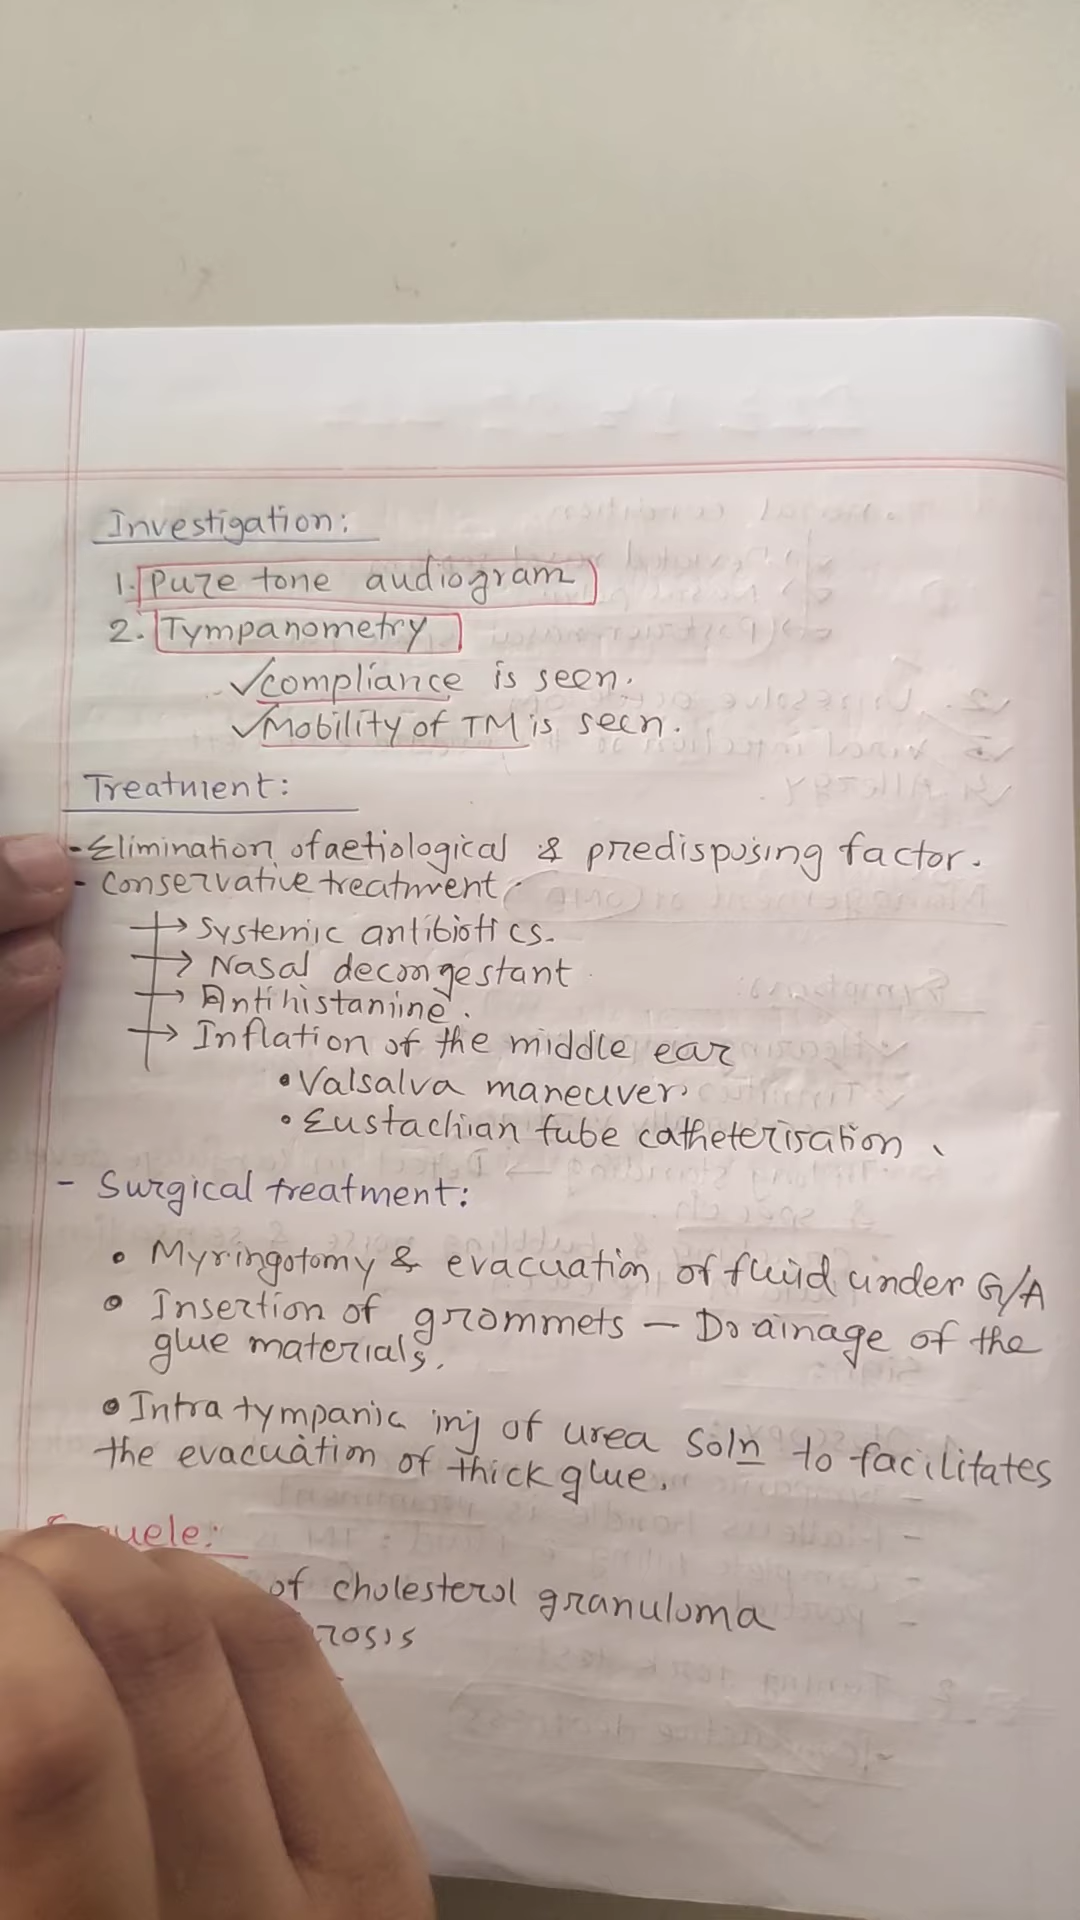 Investigation:
1. Pure tone audiogram
2. Tympanometry
✓compliance is seen.
✓Mobility of TM is seen.
Treatment:
- Elimination of aetiological & predisposing factor.
- Conservative treatment.
→ Systemic antibiotics.
→ Nasal decongestant
→ Antihistamine.
→ Inflation of the middle ear
• Valsalva maneuver.
• Eustachian tube catheterisation.
- Surgical treatment:
• Myringotomy & evacuation of fluid under G/A
• Insertion of grommets — Drainage of the
glue materials.
• Intra tympanic inj of urea soln to facilitates
the evacuation of thick glue.
of cholesterol granuloma